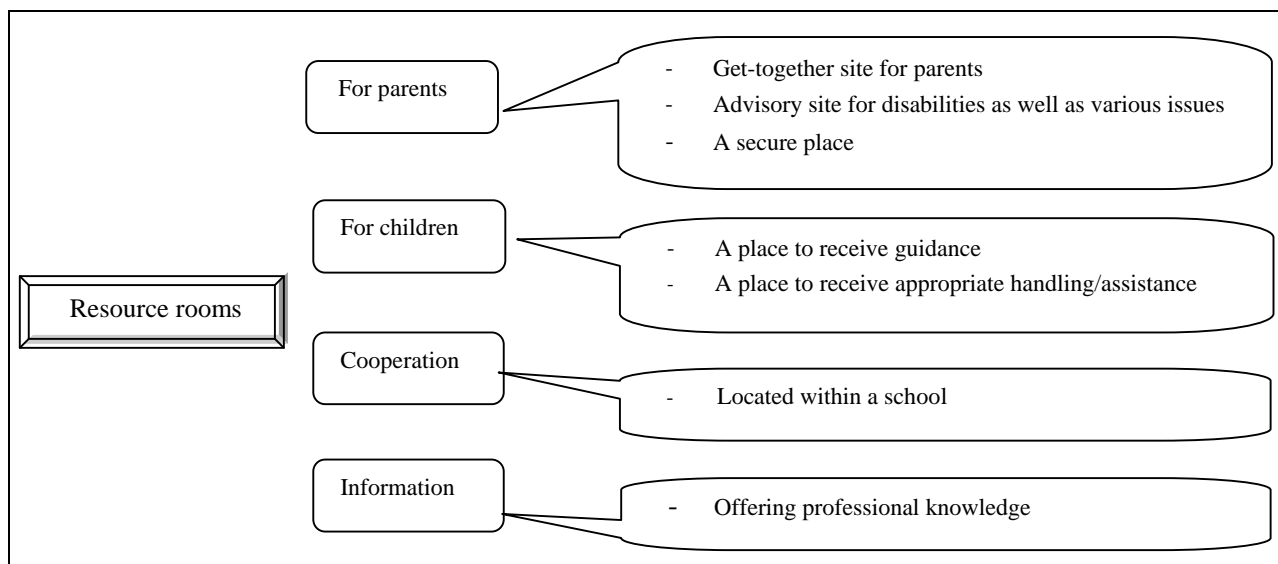 Resource rooms
For parents
- Get-together site for parents
- Advisory site for disabilities as well as various issues
- A secure place
For children
- A place to receive guidance
- A place to receive appropriate handling/assistance
Cooperation
- Located within a school
Information
- Offering professional knowledge